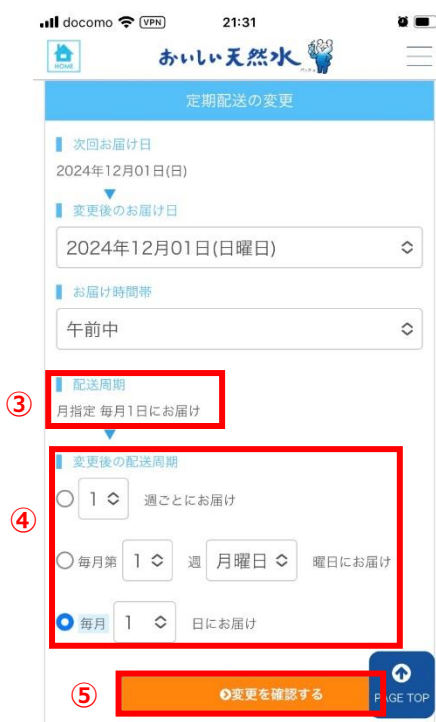 docomo VPN 21:31
HOME おいしい天然水
定期配送の変更
次回お届け日
2024年12月01日(日)
変更後のお届け日
2024年12月01日(日曜日)
お届け時間帯
午前中
③ 配送周期
月指定 毎月1日にお届け
変更後の配送周期
1 週ごとにお届け
④
毎月第 1 週 月曜日 曜日にお届け
毎月 1 日にお届け
⑤ 変更を確認する
PAGE TOP